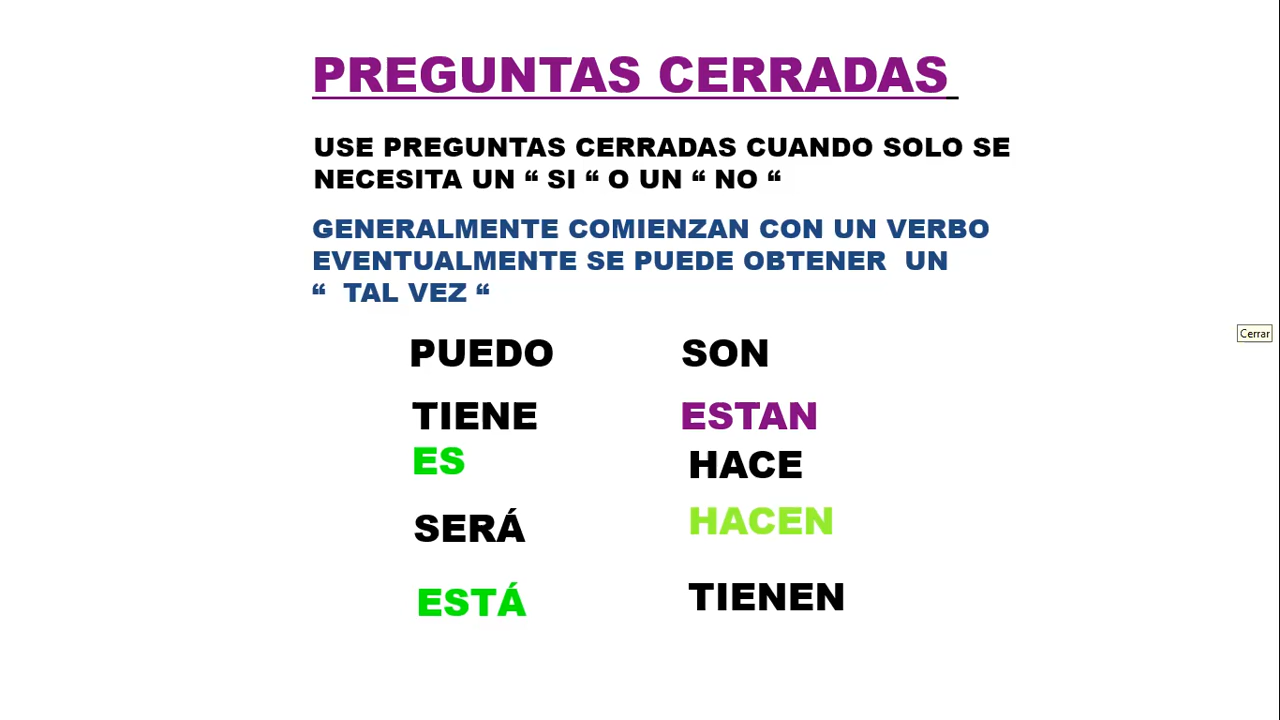 PREGUNTAS CERRADAS
USE PREGUNTAS CERRADAS CUANDO SOLO SE
NECESITA UN “ SI “ O UN “ NO “
GENERALMENTE COMIENZAN CON UN VERBO
EVENTUALMENTE SE PUEDE OBTENER UN
“ TAL VEZ “
PUEDO
TIENE
ES
SERÁ
ESTÁ
SON
ESTAN
HACE
HACEN
TIENEN
Cerrar